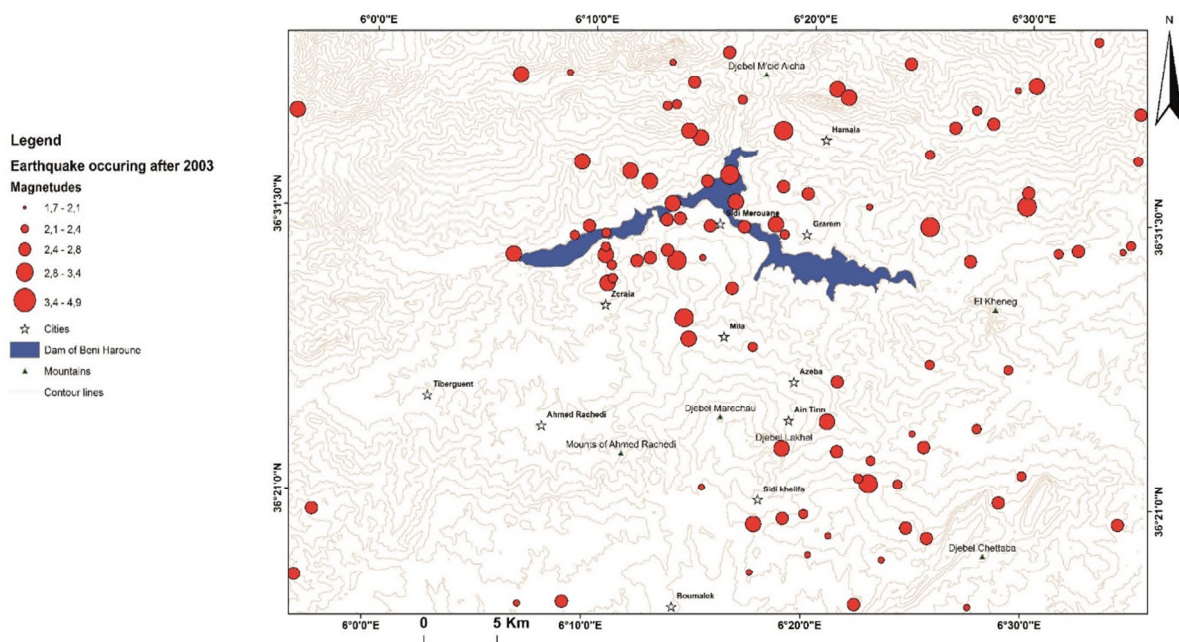 6°0'0"E
6°10'0"E
6°20'0"E
6°30'0"E
N
Djebel M'cid Aicha
Legend
Earthquake occuring after 2003
Magnetudes
1,7 - 2,1
2,1 - 2,4
2,4 - 2,8
2,8 - 3,4
3,4 - 4,9
Cities
Dam of Beni Haroune
Mountains
Contour lines
Hamala
36°31'30"N
36°31'30"N
Sidi Merouane
Grarem
Zeraia
El Kheneg
Mila
Azeba
Tiberguent
Djebel Marechau
Ain Tinn
Ahmed Rachedi
Djebel Lakhel
Mounts of Ahmed Rachedi
36°21'0"N
Sidi khelifa
36°21'0"N
Djebel Chettaba
Boumalek
6°0'0"E
0
5 Km
6°10'0"E
6°20'0"E
6°30'0"E